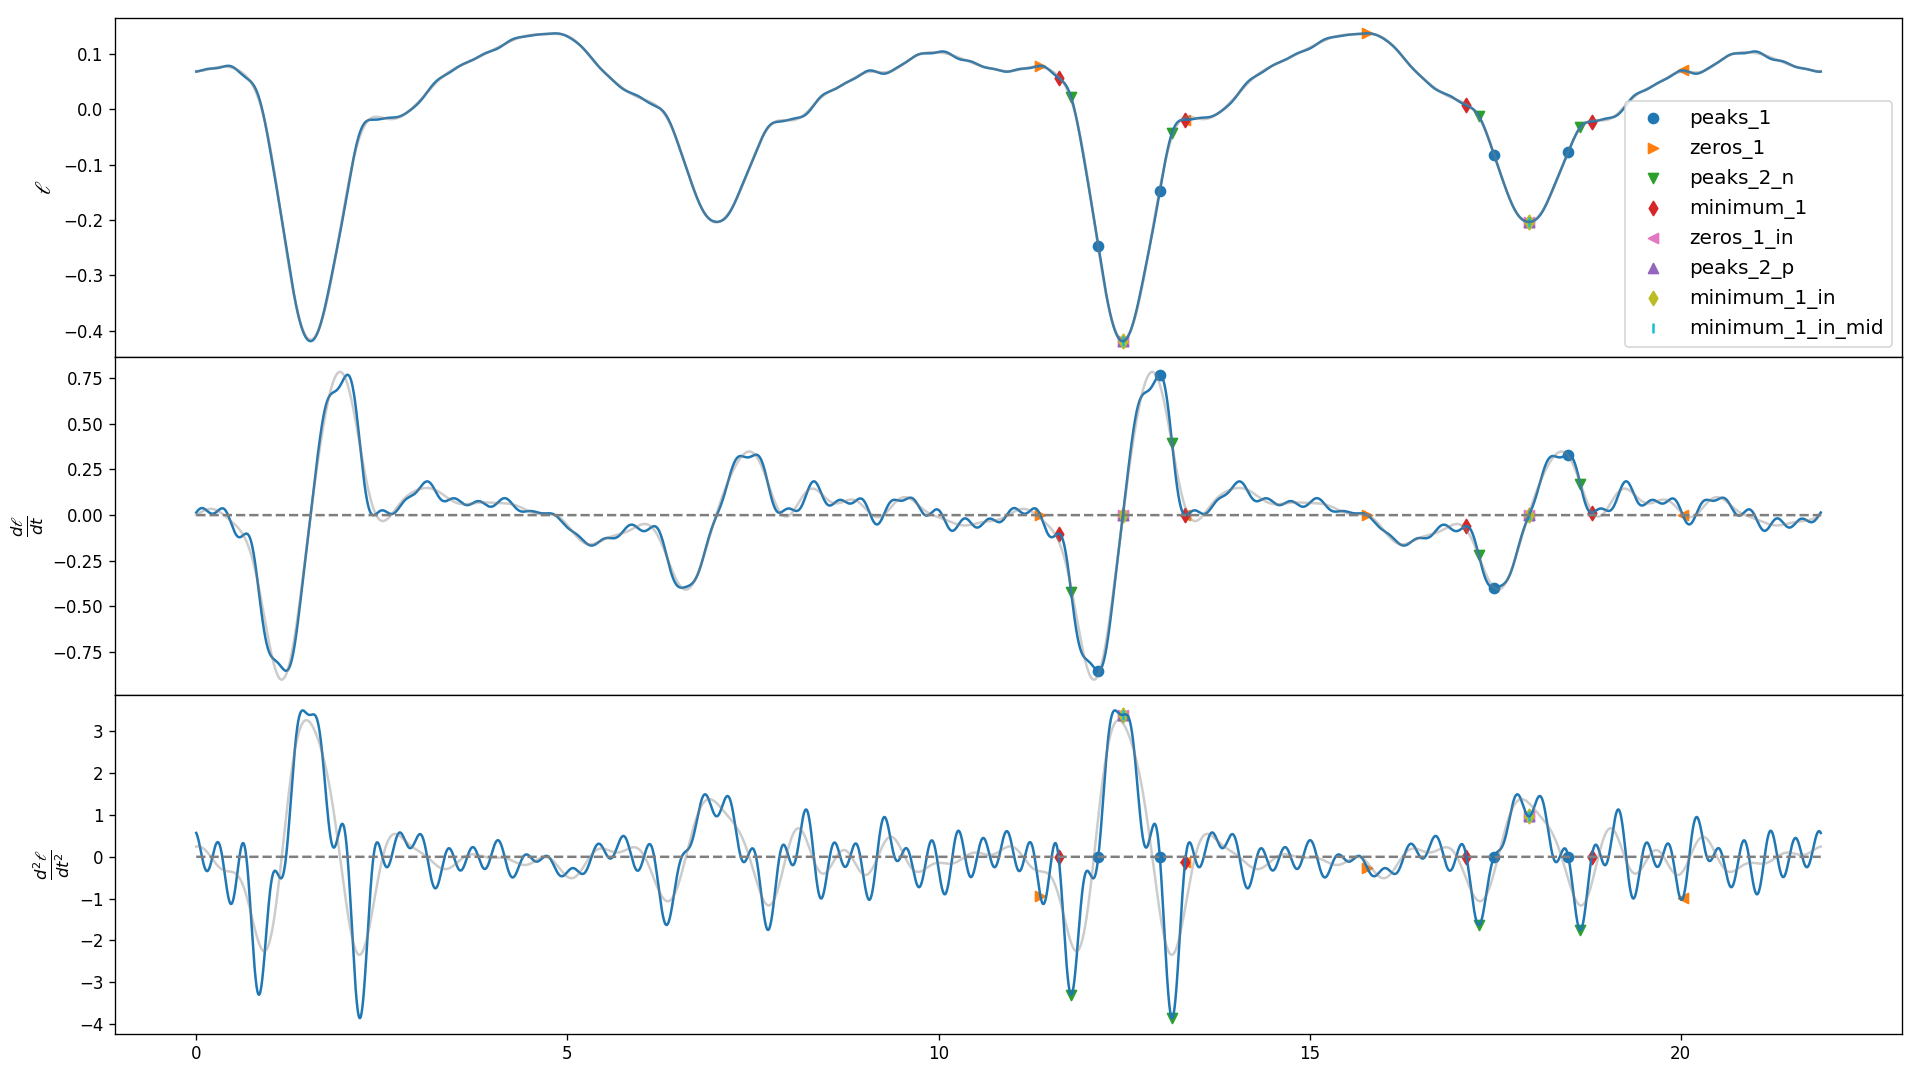 0.1
0.0
−0.1
−0.2
−0.3
−0.4
ℓ
peaks_1
zeros_1
peaks_2_n
minimum_1
zeros_1_in
peaks_2_p
minimum_1_in
minimum_1_in_mid
0.75
0.50
0.25
0.00
−0.25
−0.50
−0.75
dℓ
dt
3
2
1
0
−1
−2
−3
−4
d²ℓ
dt²
0 5 10 15 20